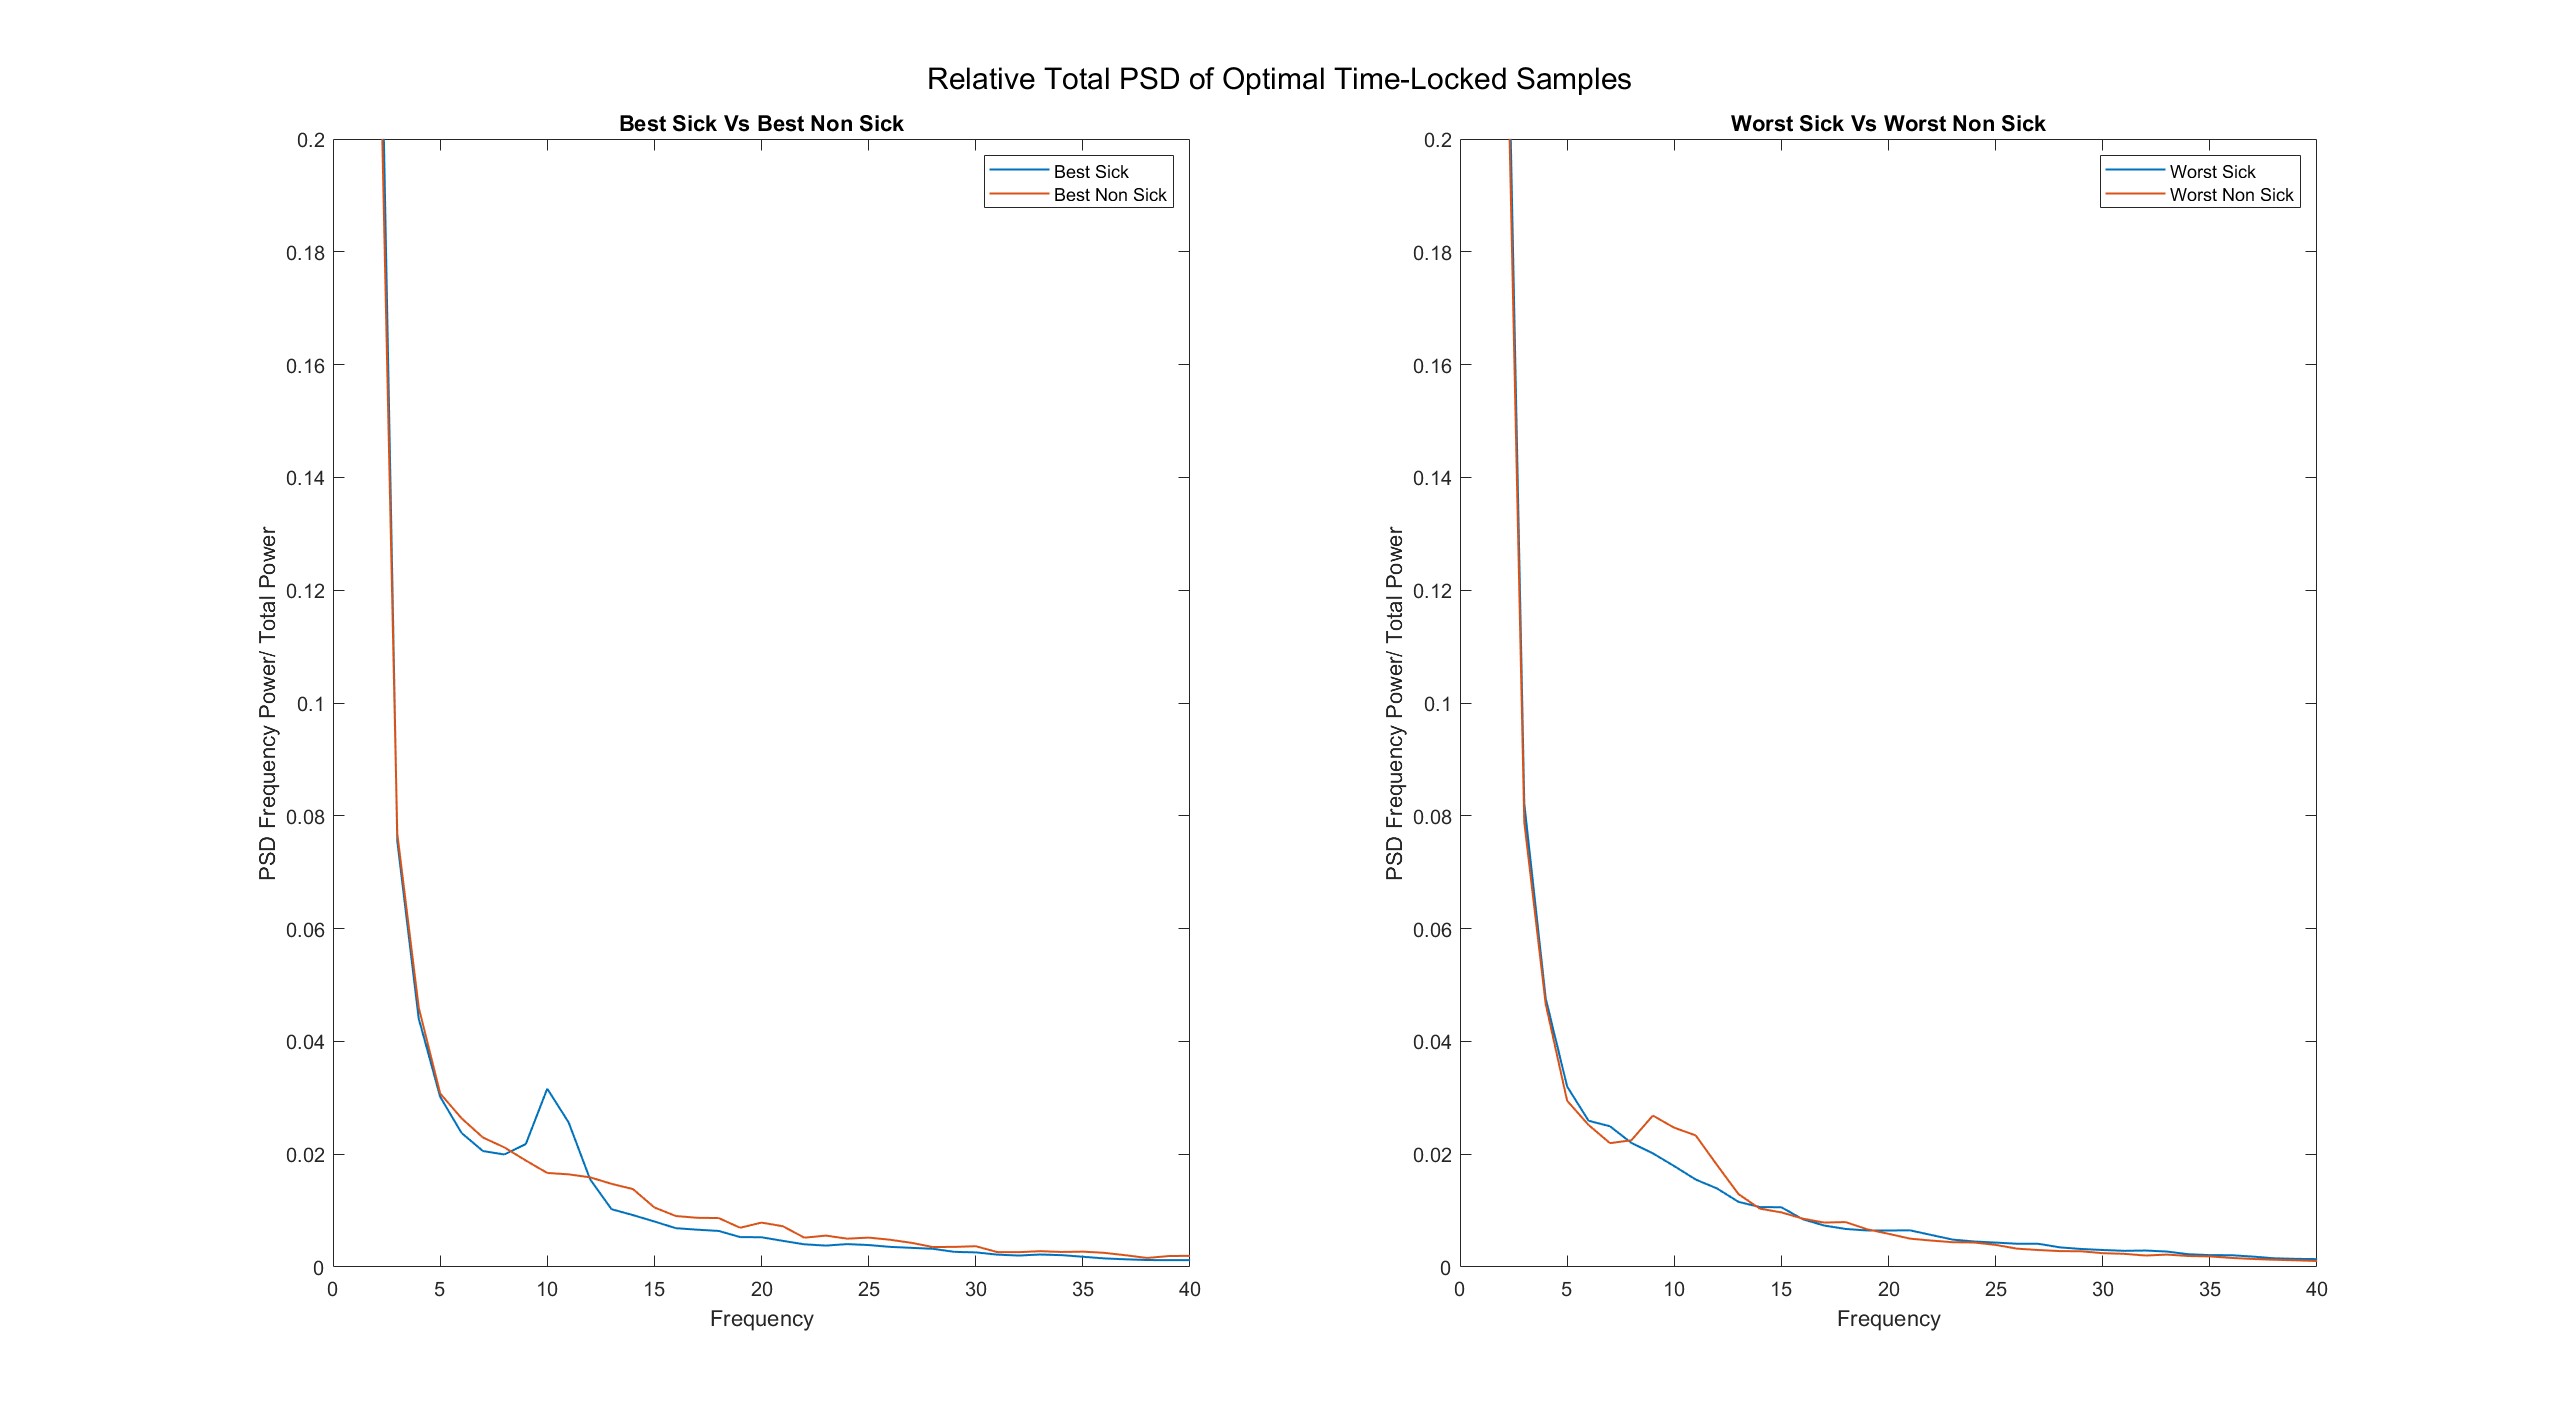 Relative Total PSD of Optimal Time-Locked Samples
Best Sick Vs Best Non Sick
Best Sick
Best Non Sick
0.2
0.18
0.16
0.14
0.12
0.1
0.08
0.06
0.04
0.02
0
PSD Frequency Power/ Total Power
0 5 10 15 20 25 30 35 40
Frequency
Worst Sick Vs Worst Non Sick
Worst Sick
Worst Non Sick
0.2
0.18
0.16
0.14
0.12
0.1
0.08
0.06
0.04
0.02
0
PSD Frequency Power/ Total Power
0 5 10 15 20 25 30 35 40
Frequency